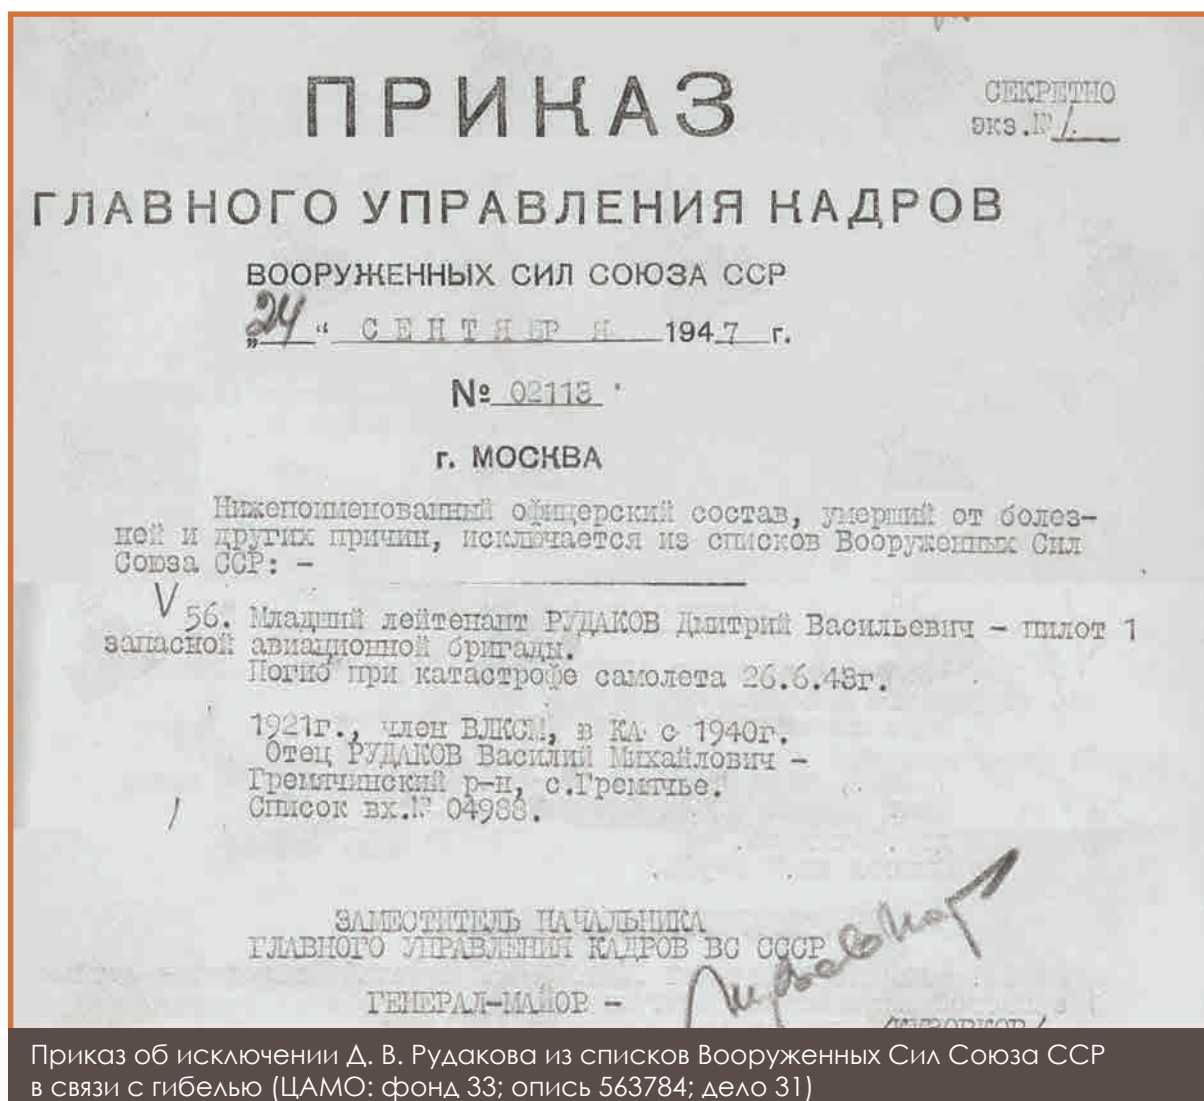 ПРИКАЗ
СЕКРЕТНО
экз.№ 1.
ГЛАВНОГО УПРАВЛЕНИЯ КАДРОВ
ВООРУЖЕННЫХ СИЛ СОЮЗА ССР
„24“ СЕНТЯБРЯ 1947 г.
№ 02113
г. МОСКВА
Нижепоименованный офицерский состав, умерший от болез-
ней и других причин, исключается из списков Вооруженных Сил
Союза ССР: –
V 56. Младший лейтенант РУДАКОВ Дмитрий Васильевич – пилот 1
запасной авиационной бригады.
Погиб при катастрофе самолета 26.6.43г.
1921г., член ВЛКСМ, в КА с 1940г.
Отец РУДАКОВ Василий Михайлович –
Гремячинский р-н, с.Гремячье.
Список вх.№ 04988.
ЗАМЕСТИТЕЛЬ НАЧАЛЬНИКА
ГЛАВНОГО УПРАВЛЕНИЯ КАДРОВ ВС СССР
ГЕНЕРАЛ-МАЙОР –
Приказ об исключении Д. В. Рудакова из списков Вооруженных Сил Союза ССР
в связи с гибелью (ЦАМО: фонд 33; опись 563784; дело 31)